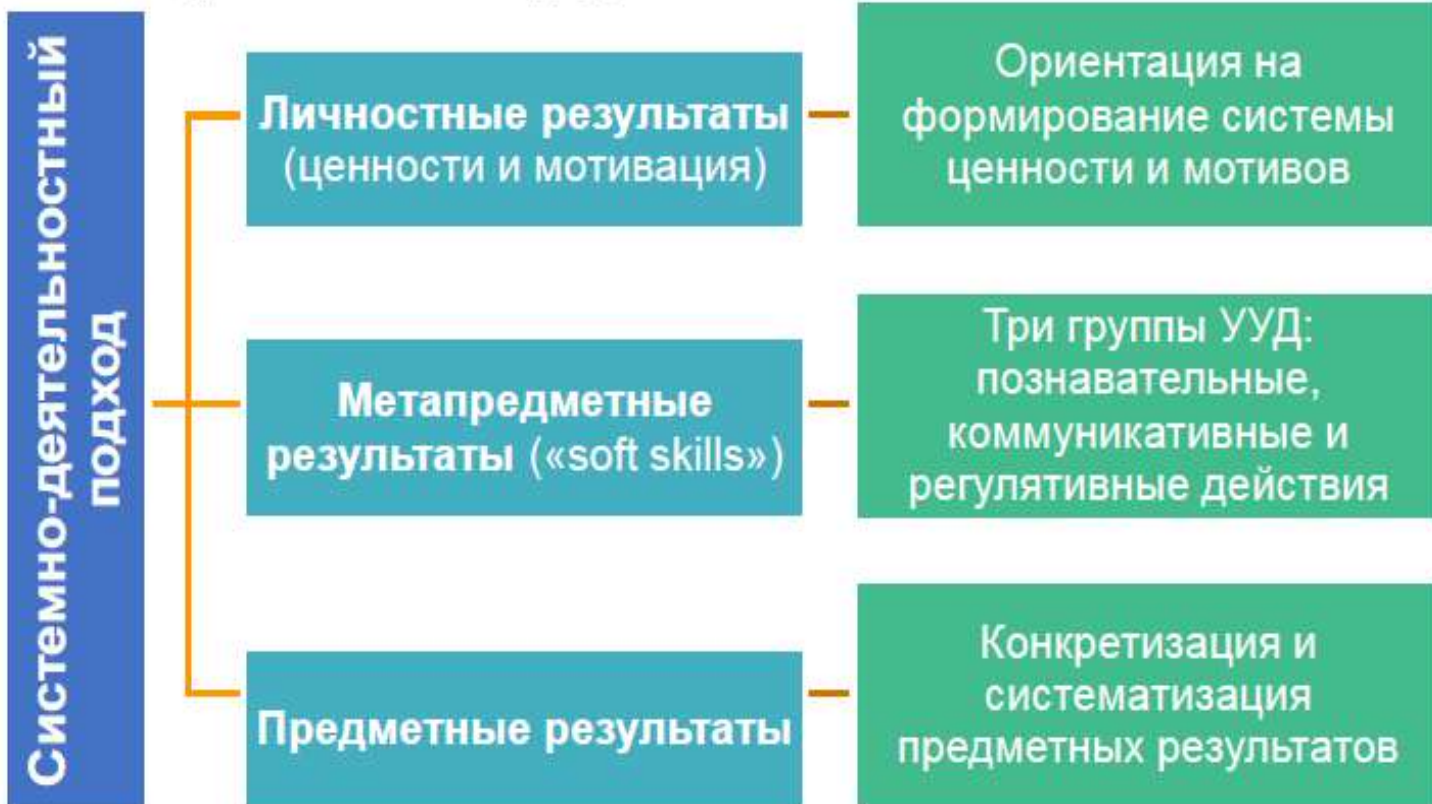 Системно-деятельностный
подход
Личностные результаты
(ценности и мотивация)
Ориентация на
формирование системы
ценности и мотивов
Метапредметные
результаты («soft skills»)
Три группы УУД:
познавательные,
коммуникативные и
регулятивные действия
Предметные результаты
Конкретизация и
систематизация
предметных результатов